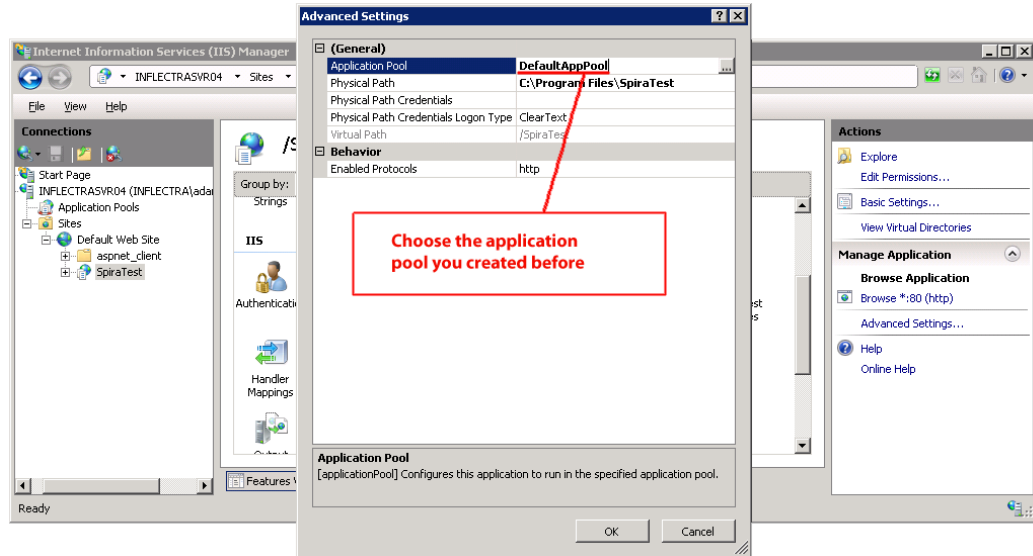 Advanced Settings
Internet Information Services (IIS) Manager
INFLECTRASVR04 Sites
File View Help
Connections
Start Page
INFLECTRASVR04 (INFLECTRA\adar
Application Pools
Sites
Default Web Site
aspnet_client
SpiraTest
/S
Group by:
Strings
IIS
Authenticatio
Handler
Mappings
Output
Features
Ready
(General)
Application Pool DefaultAppPool ...
Physical Path C:\Program Files\SpiraTest
Physical Path Credentials
Physical Path Credentials Logon Type ClearText
Virtual Path /SpiraTest
Behavior
Enabled Protocols http
Choose the application
pool you created before
Application Pool
[applicationPool] Configures this application to run in the specified application pool.
OK Cancel
Actions
Explore
Edit Permissions...
Basic Settings...
View Virtual Directories
Manage Application
Browse Application
Browse *:80 (http)
Advanced Settings...
Help
Online Help